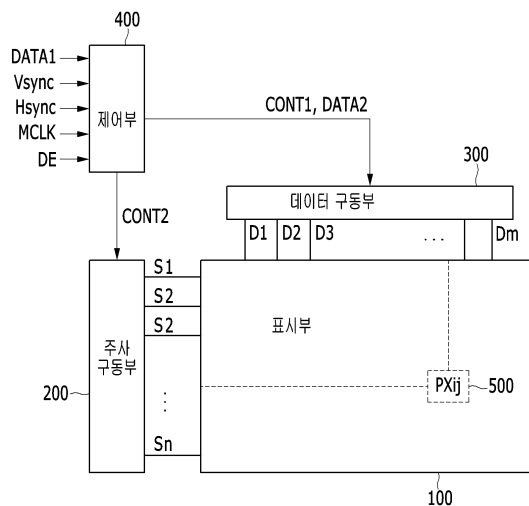 400
DATA1
Vsync
Hsync
MCLK
DE
제어부
CONT1, DATA2
300
데이터 구동부
CONT2
D1 D2 D3 ... Dm
S1
S2
S2
표시부
주사
구동부
200
PXij
500
⋮
Sn
100